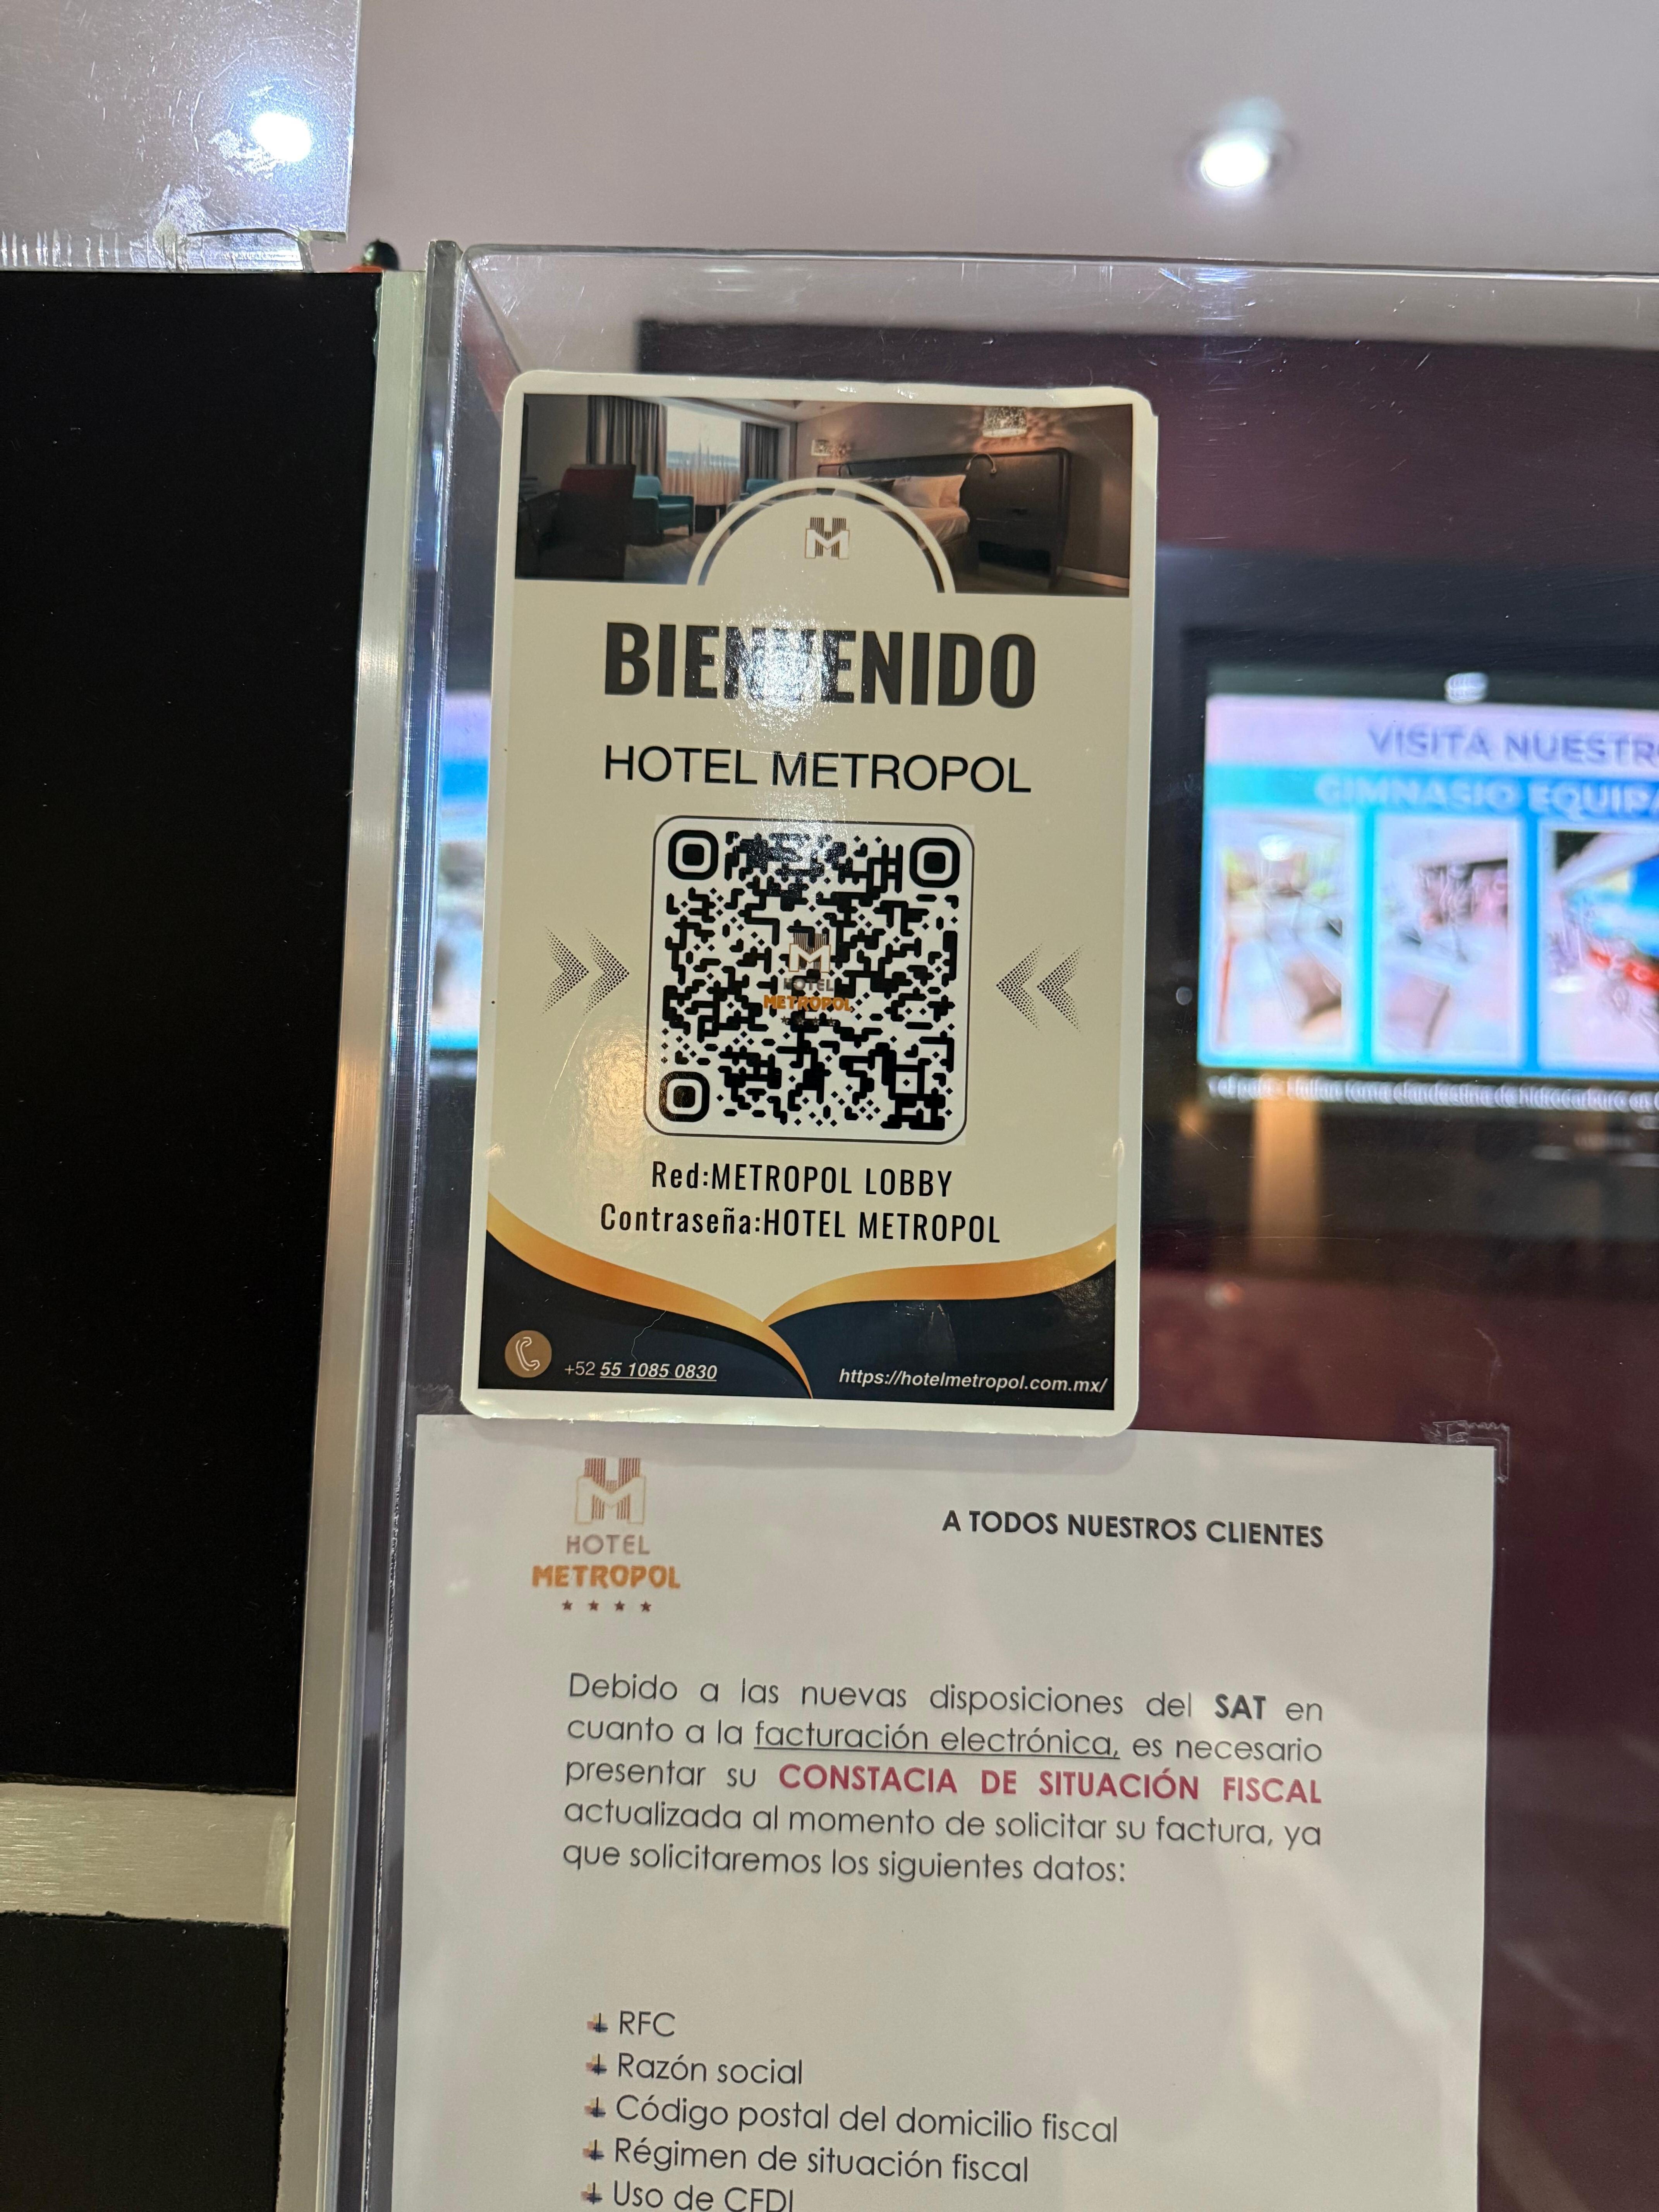 BIENVENIDO
HOTEL METROPOL
HOTEL
METROPOL
Red:METROPOL LOBBY
Contraseña:HOTEL METROPOL
+52 55 1085 0830
https://hotelmetropol.com.mx/
VISITA NUESTR
GIMNASIO EQUIPA
HOTEL
METROPOL
A TODOS NUESTROS CLIENTES
Debido a las nuevas disposiciones del SAT en
cuanto a la facturación electrónica, es necesario
presentar su CONSTACIA DE SITUACIÓN FISCAL
actualizada al momento de solicitar su factura, ya
que solicitaremos los siguientes datos:
RFC
Razón social
Código postal del domicilio fiscal
Régimen de situación fiscal
Uso de CFDI